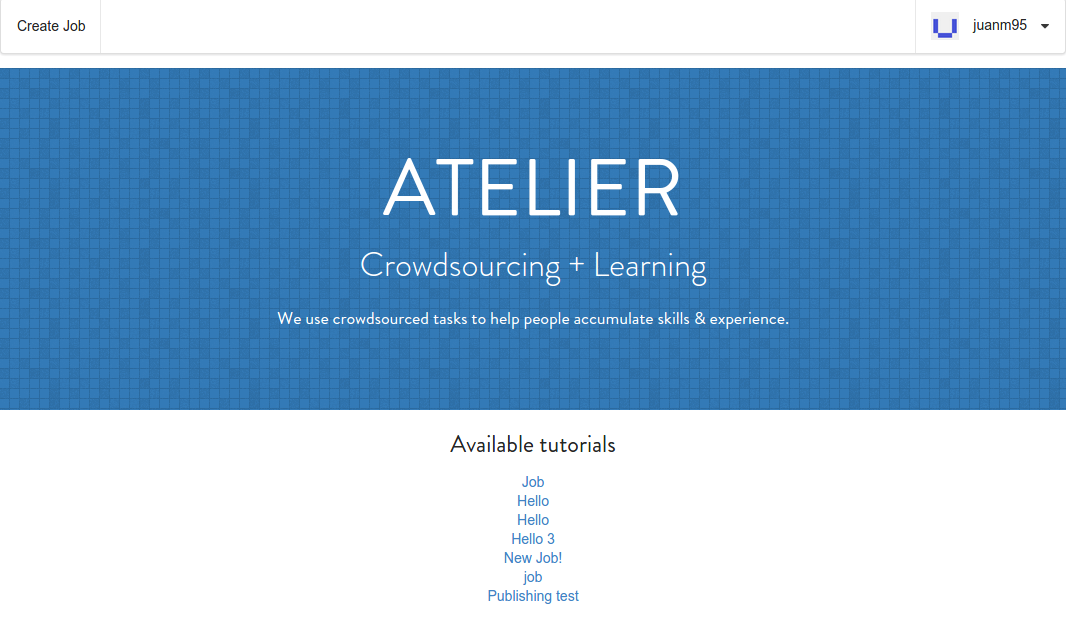 Create Job
juanm95
ATELIER
Crowdsourcing + Learning
We use crowdsourced tasks to help people accumulate skills & experience.
Available tutorials
Job
Hello
Hello
Hello 3
New Job!
job
Publishing test